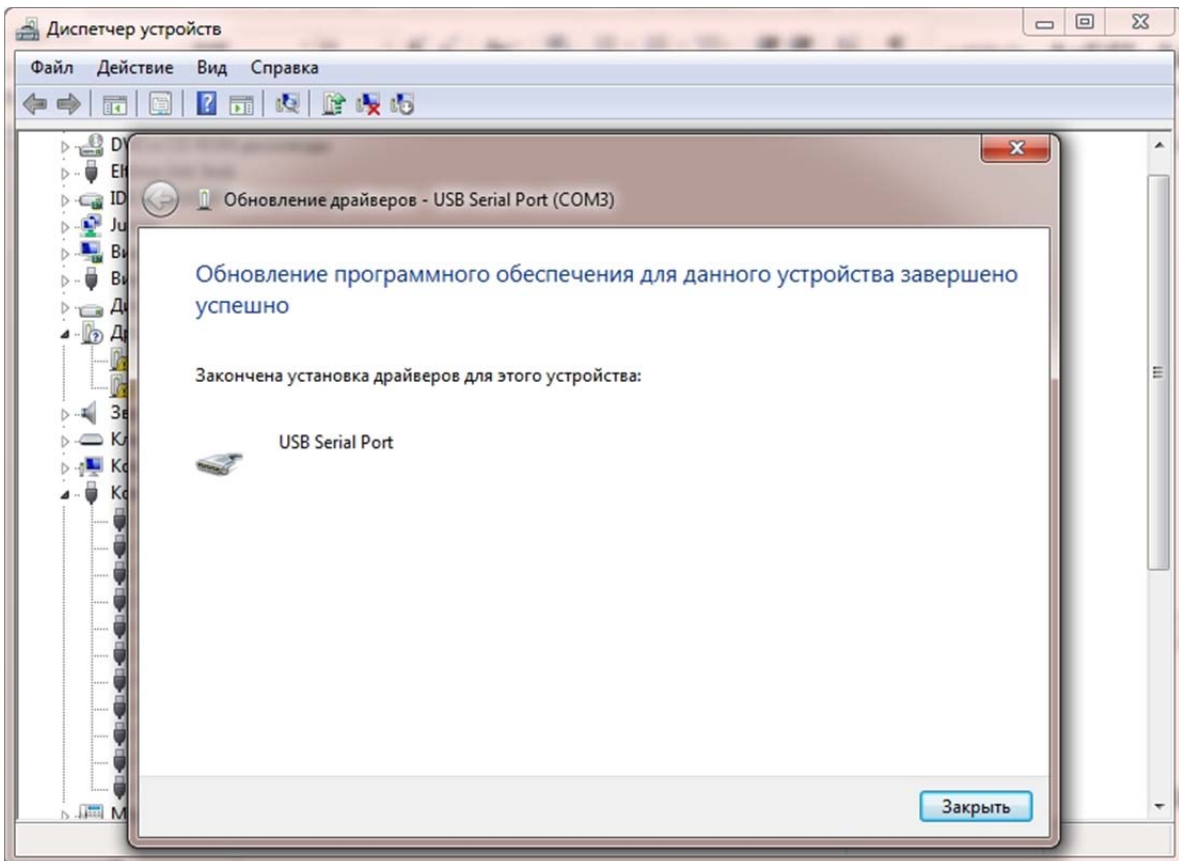 Диспетчер устройств
Файл Действие Вид Справка
Обновление драйверов - USB Serial Port (COM3)
Обновление программного обеспечения для данного устройства завершено
успешно
Закончена установка драйверов для этого устройства:
USB Serial Port
Закрыть